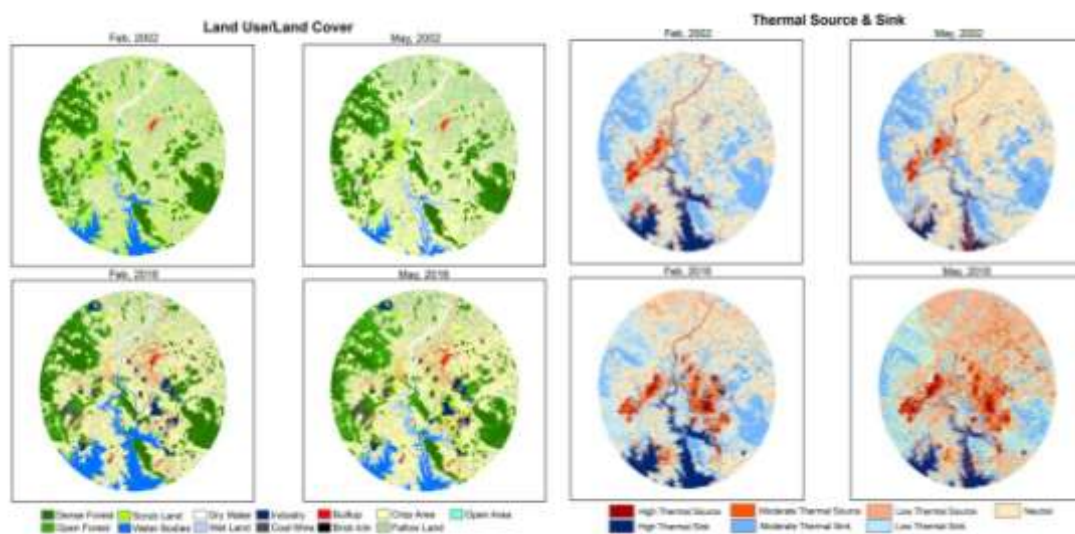 Land Use/Land Cover
Feb, 2002
May, 2002
Feb, 2016
May, 2016
Dense Forest Scrub Land Dry Water Industry Builtup Crop Area Open Area
Open Forest Water Bodies Wet Land Coal Mine Brick Kiln Fallow Land
Thermal Source & Sink
Feb, 2002
May, 2002
Feb, 2016
May, 2016
High Thermal Source Moderate Thermal Source Low Thermal Source Neutral
High Thermal Sink Moderate Thermal Sink Low Thermal Sink